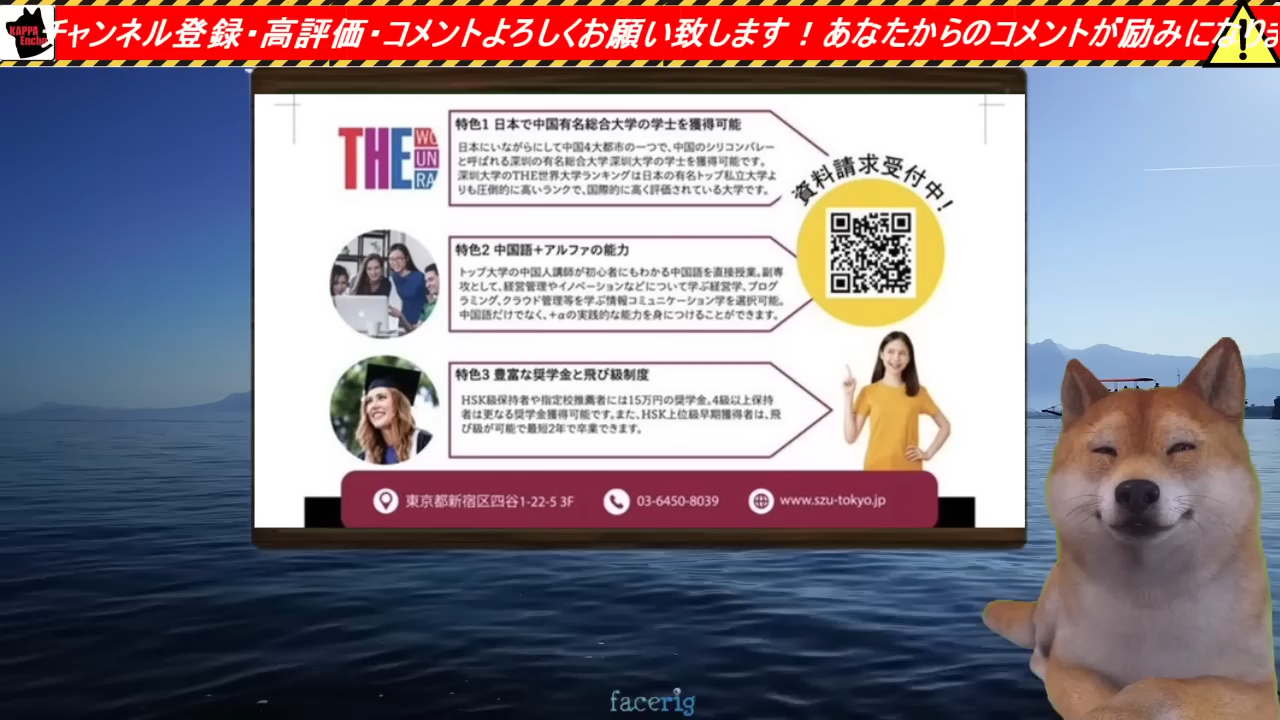 KAPPA
Encho
チャンネル登録・高評価・コメントよろしくお願い致します！あなたからのコメントが励みになりま
THE
WO
UN
RA
特色1 日本で中国有名総合大学の学士を獲得可能
日本にいながらにして中国4大都市の一つで、中国のシリコンバレー
と呼ばれる深圳の有名総合大学深圳大学の学士を獲得可能です。
深圳大学のTHE世界大学ランキングは日本の有名トップ私立大学よ
りも圧倒的に高いランクで、国際的に高く評価されている大学です。
資料請求受付中!
特色2 中国語+アルファの能力
トップ大学の中国人講師が初心者にもわかる中国語を直接授業。副専
攻として、経営管理やイノベーションなどについて学ぶ経営学、プログ
ラミング、クラウド管理等を学ぶ情報コミュニケーション学を選択可能。
中国語だけでなく、+αの実践的な能力を身につけることができます。
特色3 豊富な奨学金と飛び級制度
HSK級保持者や指定校推薦者には15万円の奨学金。4級以上保持
者は更なる奨学金獲得可能です。また、HSK上位級早期獲得者は、飛
び級が可能で最短2年で卒業できます。
東京都新宿区四谷1-22-5 3F
03-6450-8039
www.szu-tokyo.jp
facerig